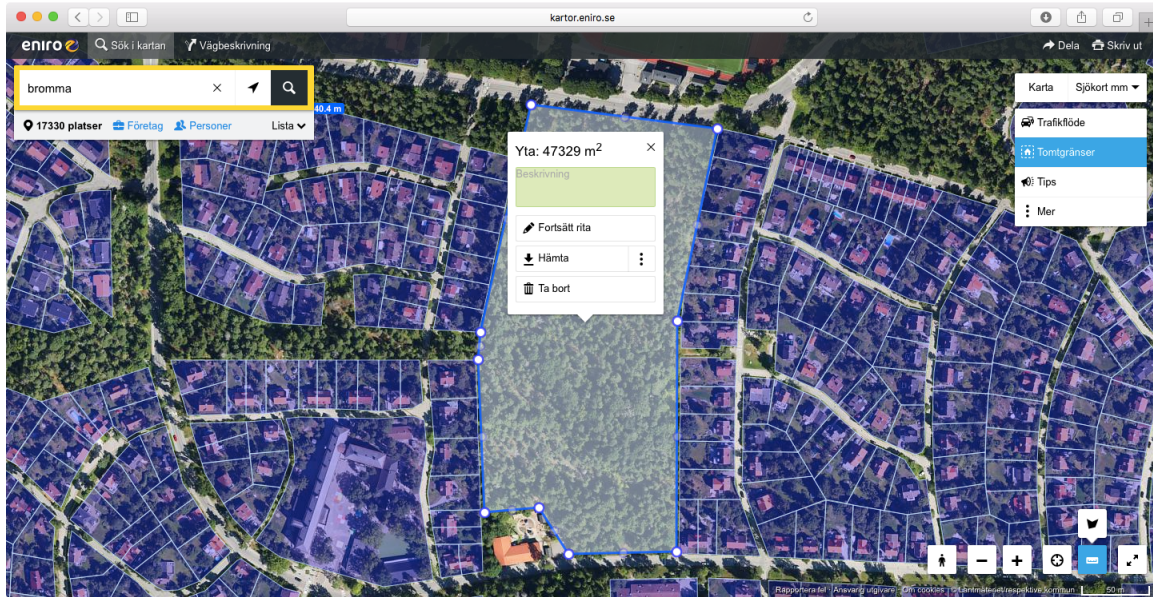 kartor.eniro.se
eniro Sök i kartan Vägbeskrivning Dela Skriv ut
bromma
17330 platser Företag Personer Lista
40.4 m
Karta Sjökort mm
Trafikflöde
Tomtgränser
Tips
Mer
Yta: 47329 m²
Beskrivning
Fortsätt rita
Hämta
Ta bort
Rapportera fel · Ansvarig utgivare · Om cookies · © Lantmäteriet/respektive kommun 50 m